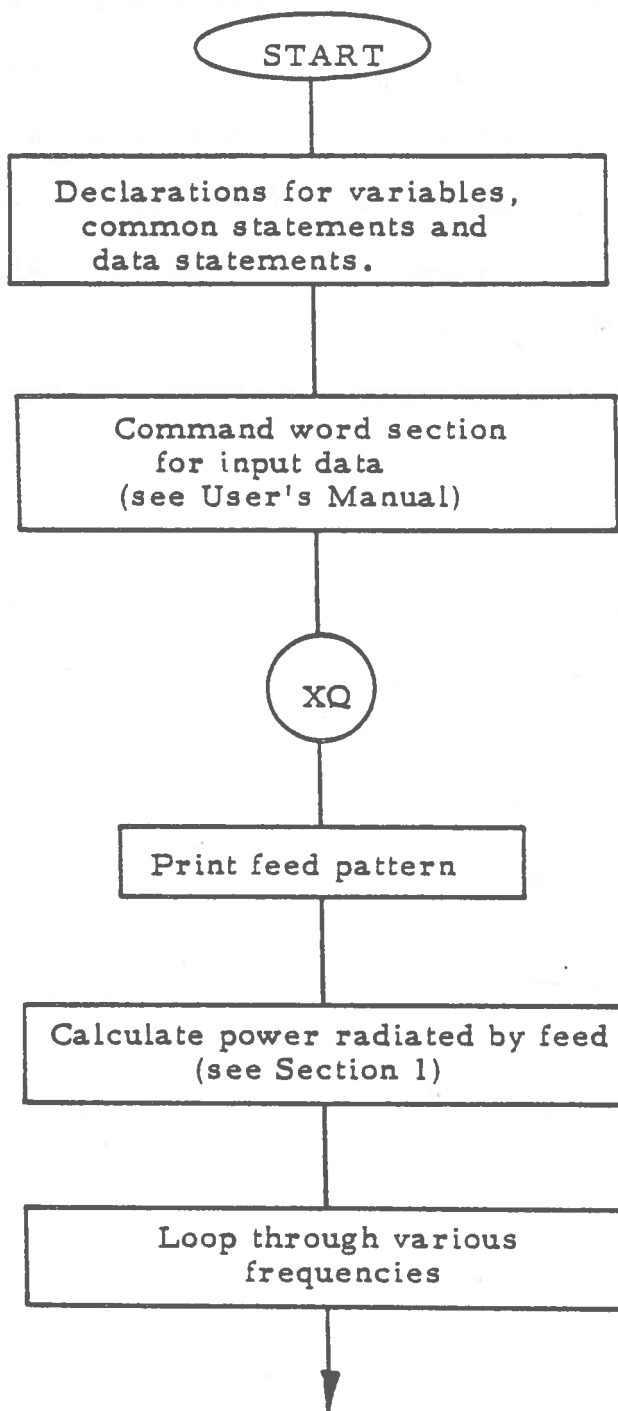 START
Declarations for variables,
common statements and
data statements.
Command word section
for input data
(see User's Manual)
XQ
Print feed pattern
Calculate power radiated by feed
(see Section 1)
Loop through various
frequencies